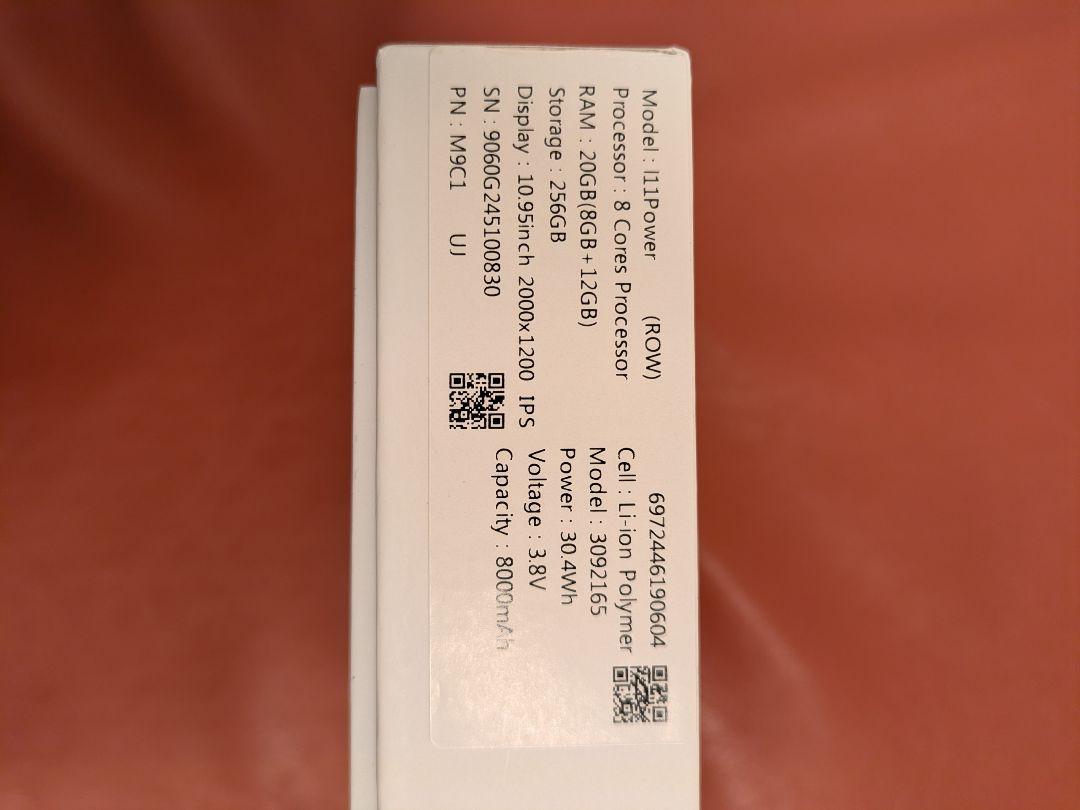 Model : I11Power (ROW)
Processor : 8 Cores Processor
RAM : 20GB(8GB+12GB)
Storage : 256GB
Display : 10.95inch 2000x1200 IPS
SN : 9060G245100830
PN : M9C1 UJ
6972446190604
Cell : Li-ion Polymer
Model : 3092165
Power : 30.4Wh
Voltage : 3.8V
Capacity : 8000mAh